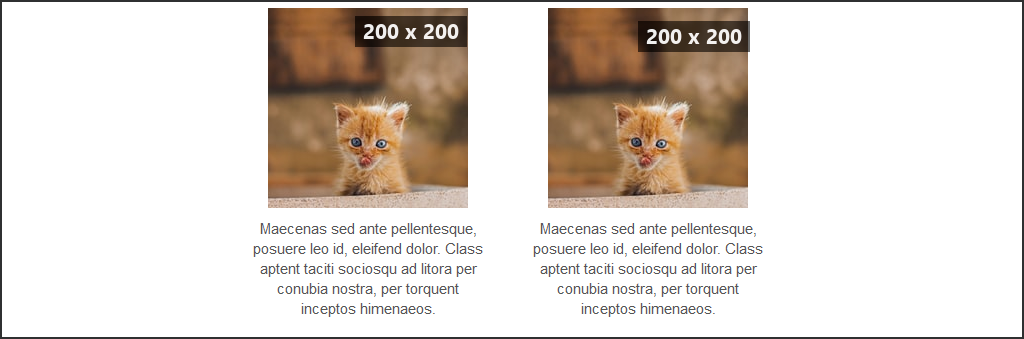 200 x 200
200 x 200
Maecenas sed ante pellentesque,
posuere leo id, eleifend dolor. Class
aptent taciti sociosqu ad litora per
conubia nostra, per torquent
inceptos himenaeos.
Maecenas sed ante pellentesque,
posuere leo id, eleifend dolor. Class
aptent taciti sociosqu ad litora per
conubia nostra, per torquent
inceptos himenaeos.